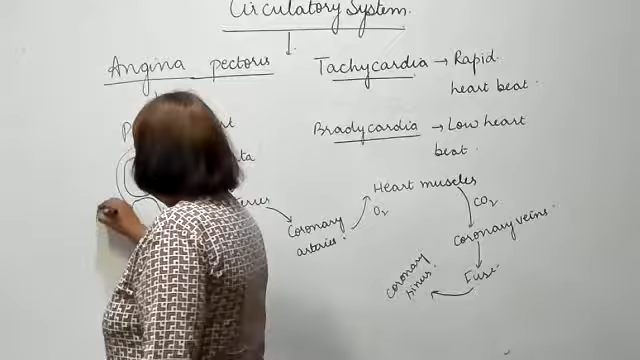 Circulatory System.
Angina pectoris
Tachycardia → Rapid
heart beat.
Bradycardia → Low heart
beat.
Heart muscles
O₂
CO₂
Coronary
arteries.
Coronary veins.
Fuse
Coronary
sinus.